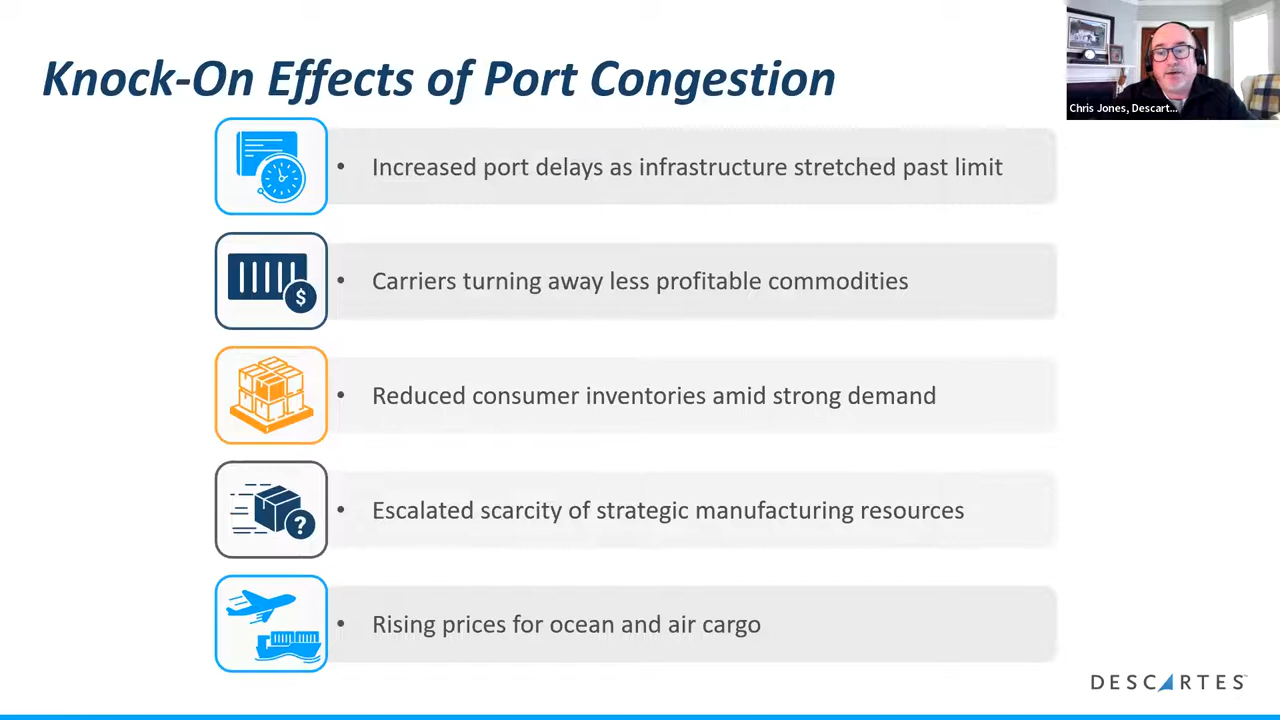 Knock-On Effects of Port Congestion
Chris Jones, Descart...
• Increased port delays as infrastructure stretched past limit
$
• Carriers turning away less profitable commodities
• Reduced consumer inventories amid strong demand
?
• Escalated scarcity of strategic manufacturing resources
• Rising prices for ocean and air cargo
DESCARTES™